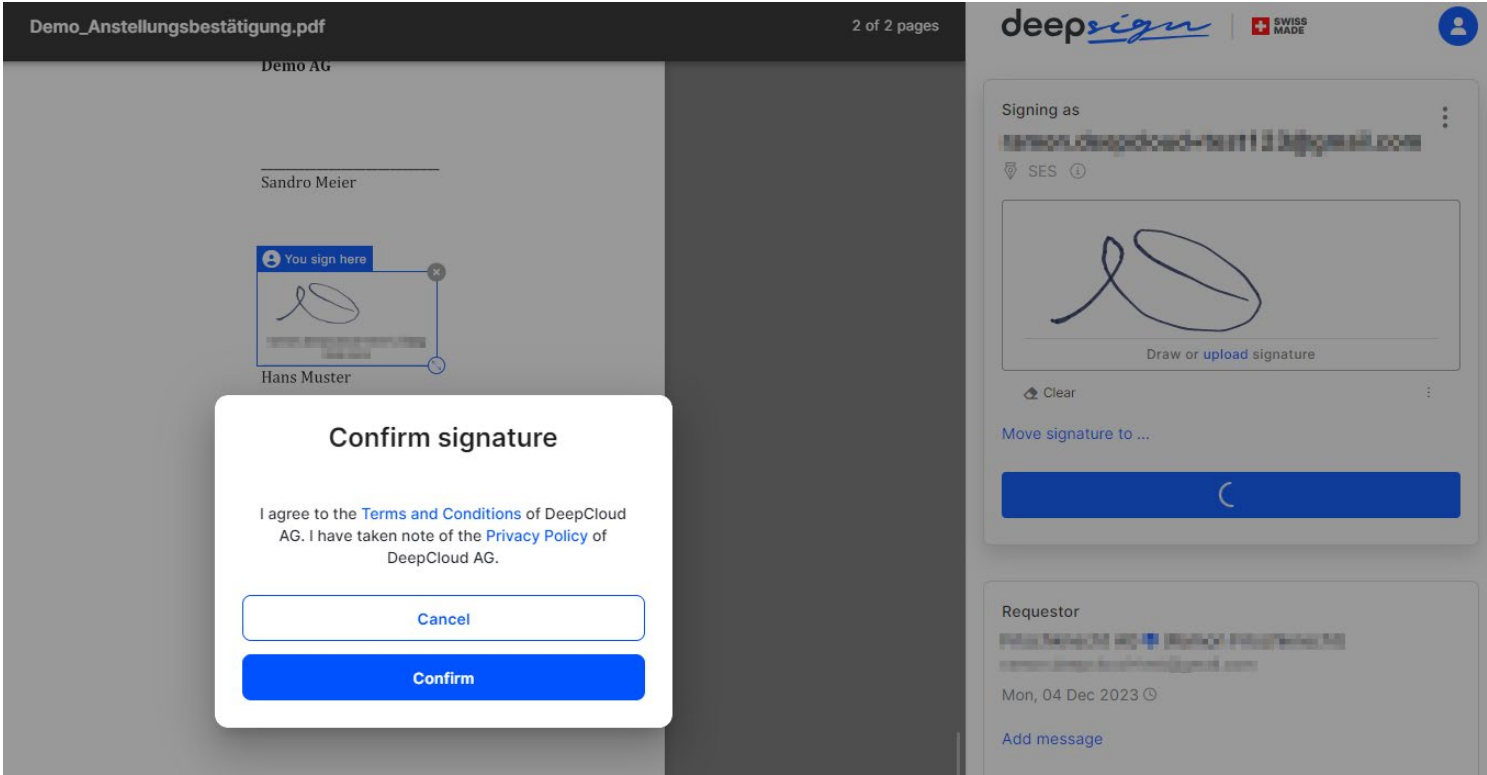 Demo_Anstellungsbestätigung.pdf
2 of 2 pages
Demo AG
Sandro Meier
You sign here
Hans Muster
Confirm signature
I agree to the Terms and Conditions of DeepCloud
AG. I have taken note of the Privacy Policy of
DeepCloud AG.
Cancel
Confirm
deepsign
SWISS
MADE
Signing as
SES
Draw or upload signature
Clear
Move signature to ...
Requestor
Mon, 04 Dec 2023
Add message